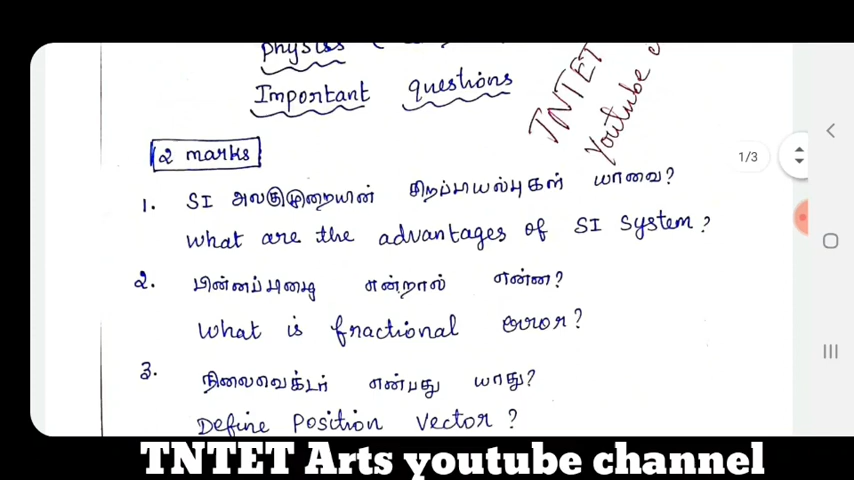 Physics
Important Questions
TNTET
Youtube
2 marks
1/3
1. SI அலகுமுறையின் சிறப்பியல்புகள் யாவை?
What are the advantages of SI System?
2. பின்னப்பிழை என்றால் என்ன?
What is fractional error?
3. நிலைவெக்டர் என்பது யாது?
Define Position Vector?
TNTET Arts youtube channel